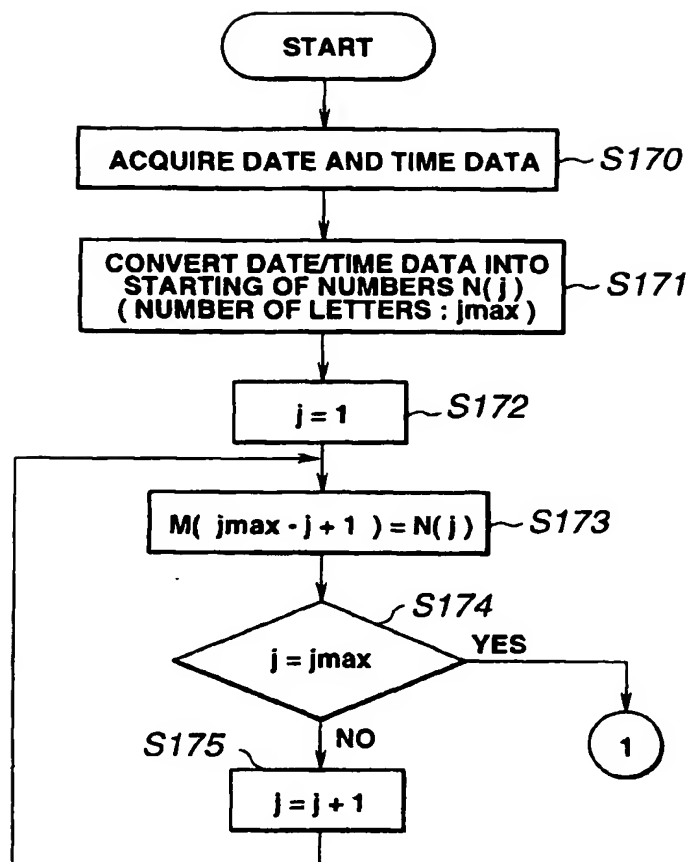 START
ACQUIRE DATE AND TIME DATA
S170
CONVERT DATE/TIME DATA INTO
STARTING OF NUMBERS N( j )
( NUMBER OF LETTERS : jmax )
S171
j = 1
S172
M( jmax - j + 1 ) = N( j )
S173
S174
j = jmax
YES
1
NO
S175
j = j + 1